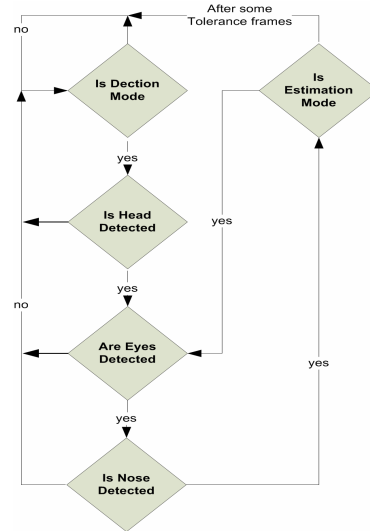 After some
Tolerance frames
no
Is Dection
Mode
Is
Estimation
Mode
yes
Is Head
Detected
yes
yes
no
Are Eyes
Detected
yes
yes
Is Nose
Detected